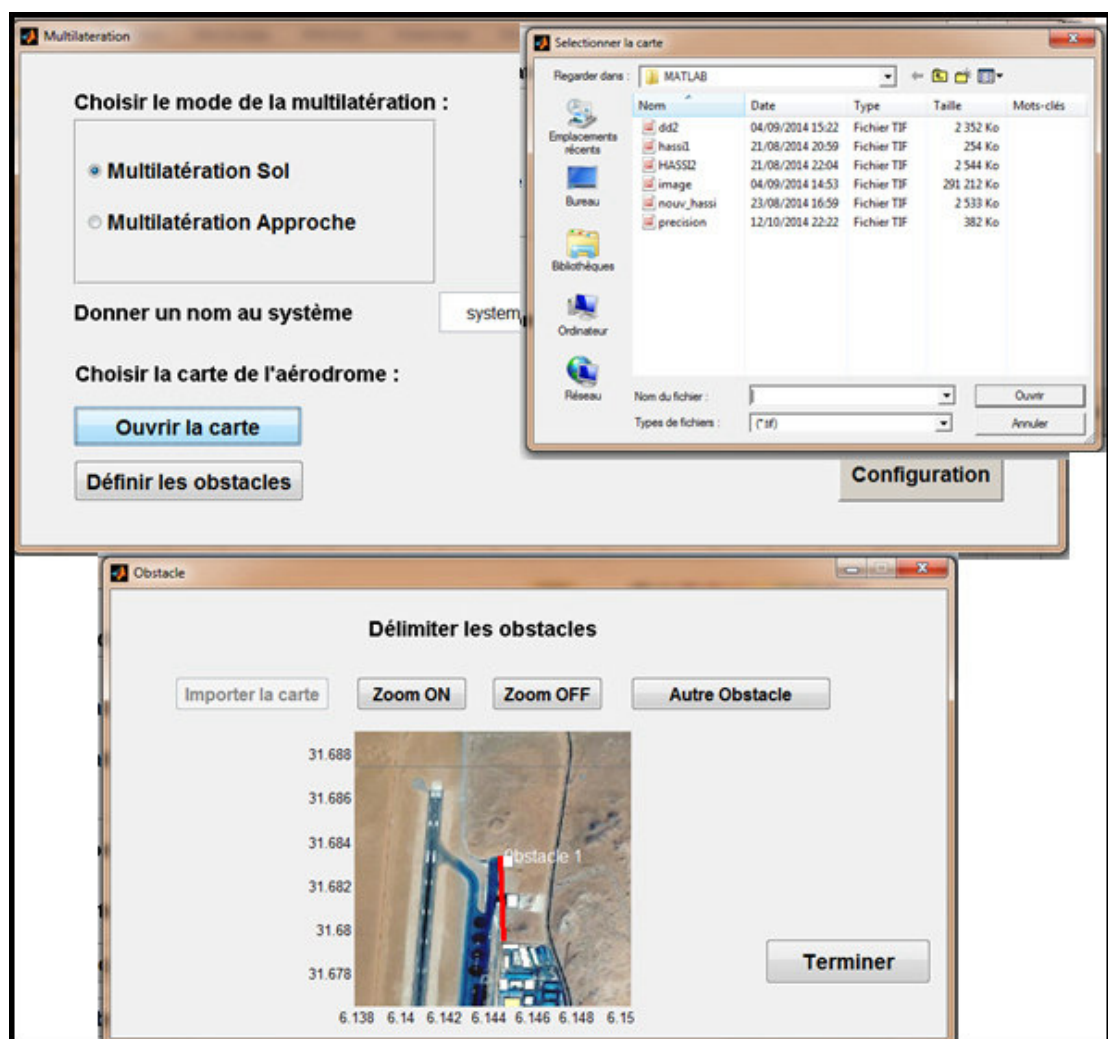 Multilateration
Choisir le mode de la multilatération :
Multilatération Sol
Multilatération Approche
Donner un nom au système
system
Choisir la carte de l'aérodrome :
Ouvrir la carte
Définir les obstacles
Configuration
Selectionner la carte
Regarder dans :
MATLAB
Nom Date Type Taille Mots-clés
dd2 04/09/2014 15:22 Fichier TIF 2 352 Ko
hassi1 21/08/2014 20:59 Fichier TIF 254 Ko
HASSI2 21/08/2014 22:04 Fichier TIF 2 544 Ko
image 04/09/2014 14:53 Fichier TIF 291 212 Ko
nouv_hassi 23/08/2014 16:59 Fichier TIF 2 533 Ko
precision 12/10/2014 22:22 Fichier TIF 382 Ko
Emplacements
récents
Bureau
Bibliothèques
Ordinateur
Réseau
Nom du fichier :
Ouvrir
Types de fichiers :
(*.tif)
Annuler
Obstacle
Délimiter les obstacles
Importer la carte
Zoom ON
Zoom OFF
Autre Obstacle
31.688
31.686
31.684
31.682
31.68
31.678
Obstacle 1
6.138 6.14 6.142 6.144 6.146 6.148 6.15
Terminer